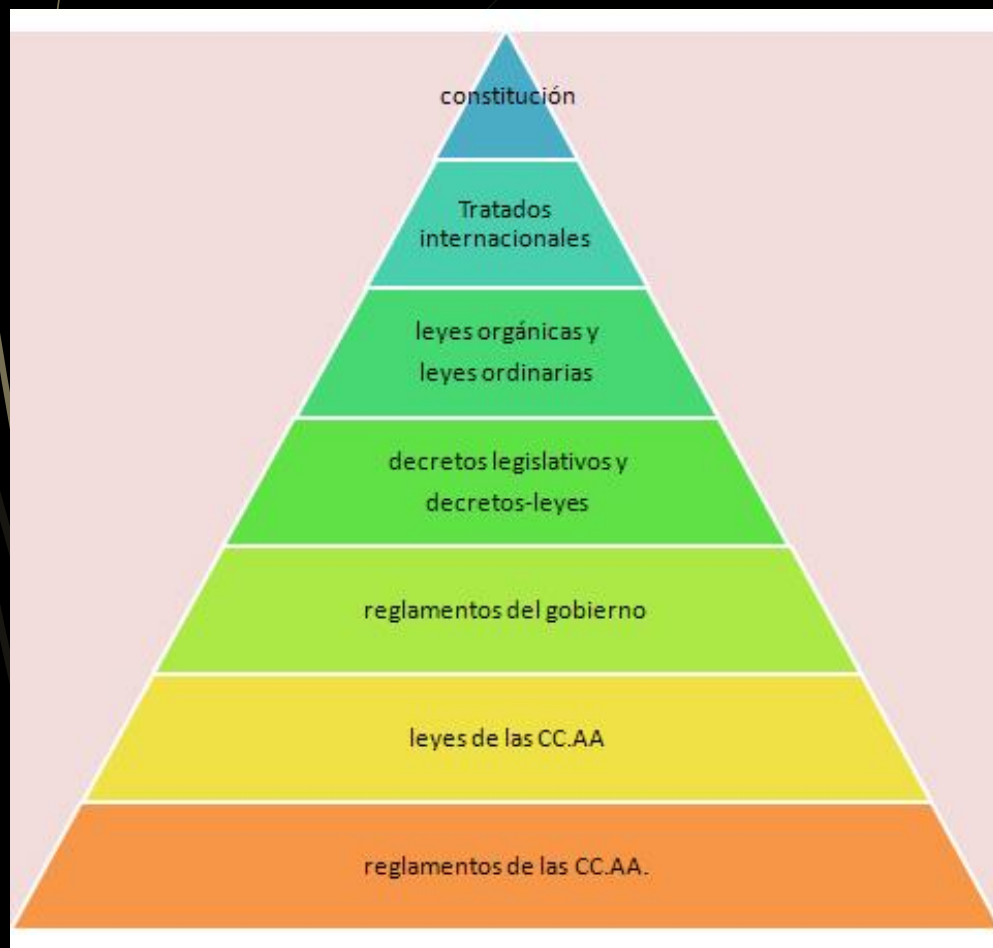 constitución
Tratados
internacionales
leyes orgánicas y
leyes ordinarias
decretos legislativos y
decretos-leyes
reglamentos del gobierno
leyes de las CC.AA
reglamentos de las CC.AA.